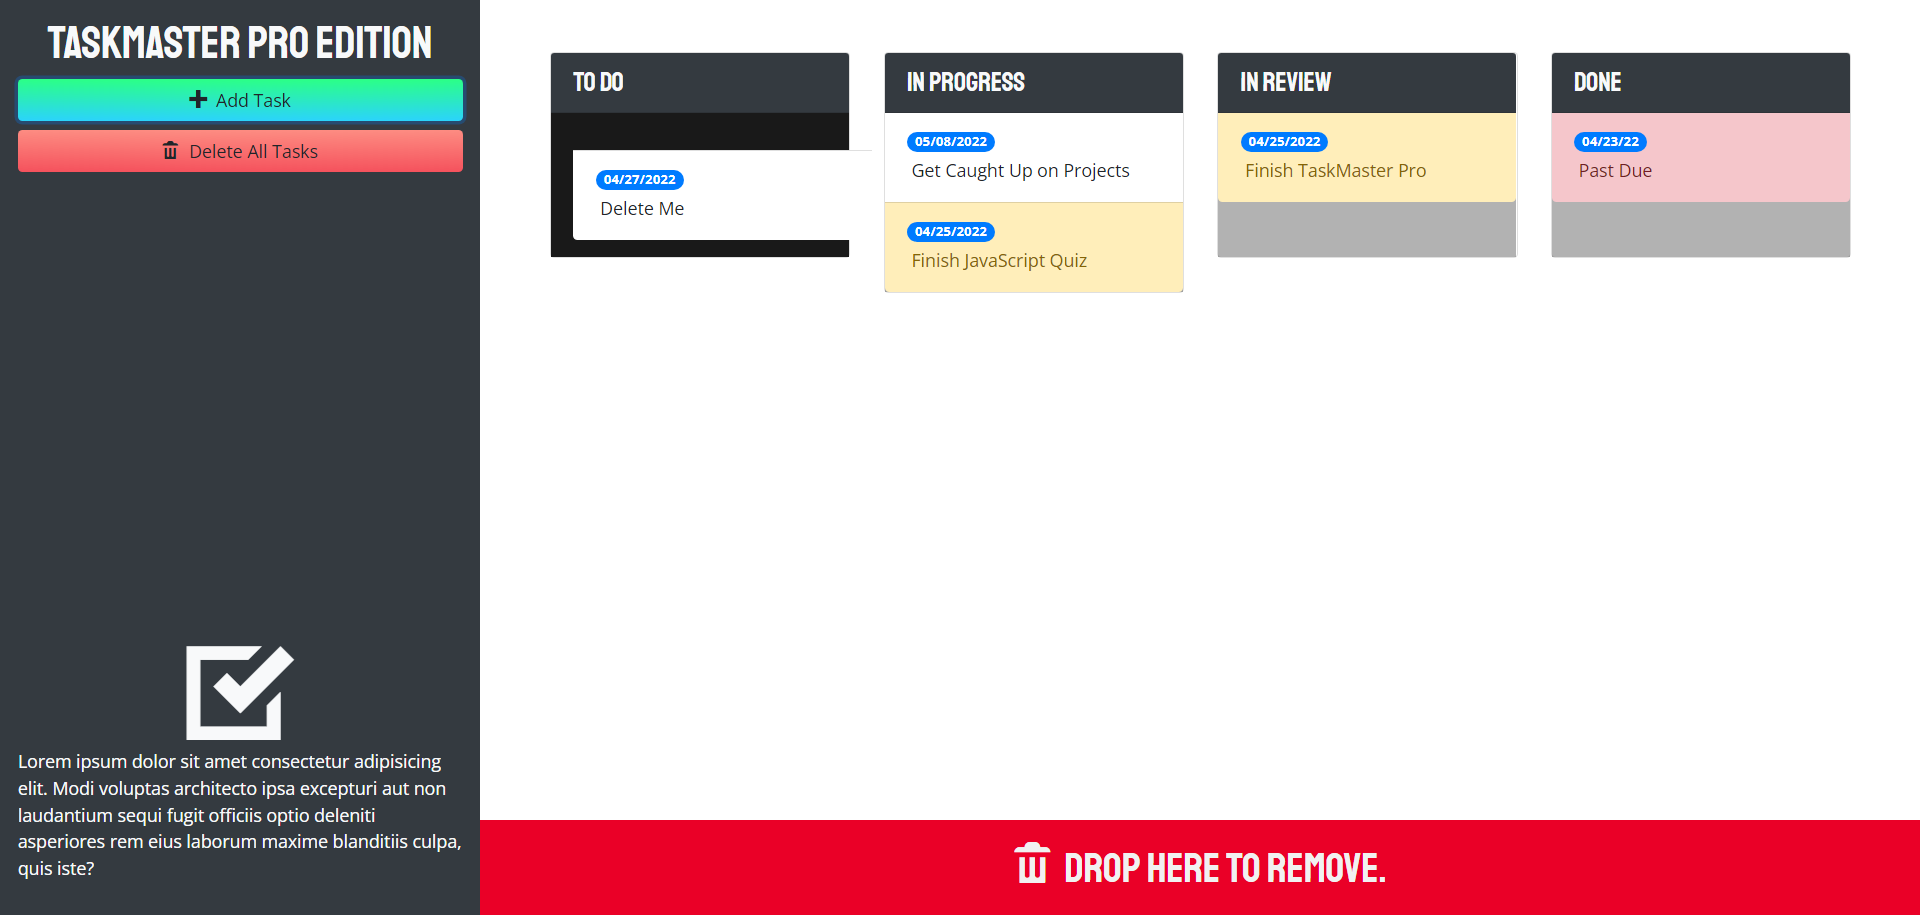 TASKMASTER PRO EDITION
Add Task
Delete All Tasks
Lorem ipsum dolor sit amet consectetur adipisicing
elit. Modi voluptas architecto ipsa excepturi aut non
laudantium sequi fugit officiis optio deleniti
asperiores rem eius laborum maxime blanditiis culpa,
quis iste?
TO DO
04/27/2022
Delete Me
IN PROGRESS
05/08/2022
Get Caught Up on Projects
04/25/2022
Finish JavaScript Quiz
IN REVIEW
04/25/2022
Finish TaskMaster Pro
DONE
04/23/22
Past Due
DROP HERE TO REMOVE.